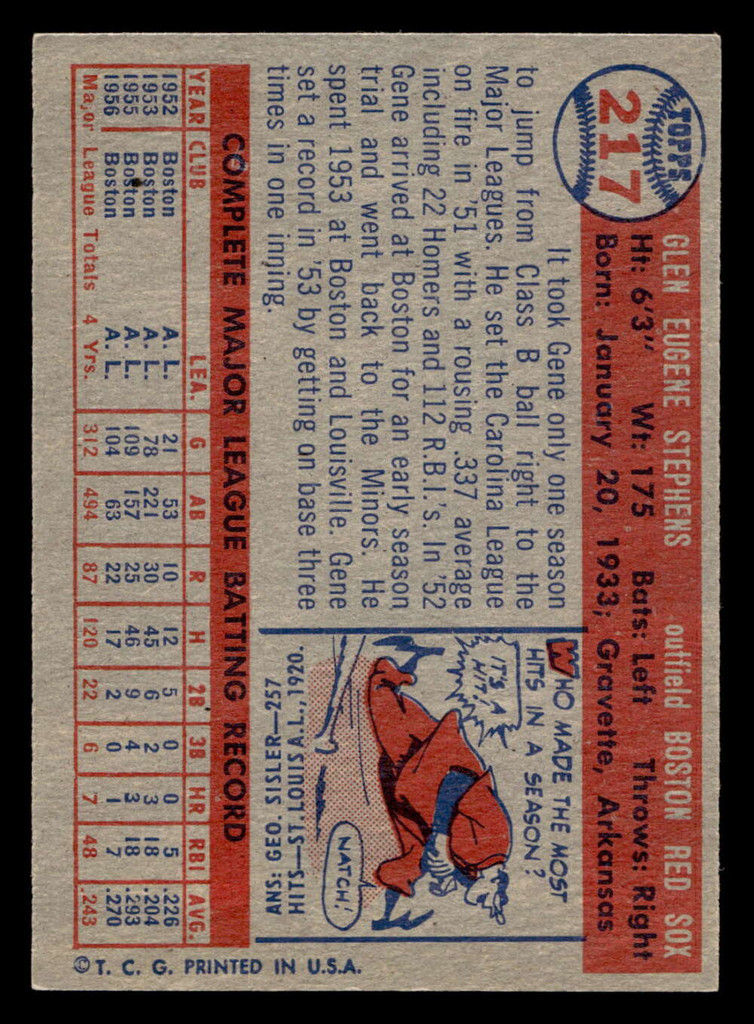 TOPPS
217
GLEN EUGENE STEPHENS outfield BOSTON RED SOX
Ht: 6'3" Wt: 175 Bats: Left Throws: Right
Born: January 20, 1933; Gravette, Arkansas
It took Gene only one season
to jump from Class B ball right to the
Major Leagues. He set the Carolina League
on fire in '51 with a rousing .337 average
including 22 Homers and 112 R.B.I.'s. In '52
Gene arrived at Boston for an early season
trial and went back to the Minors. He
spent 1953 at Boston and Louisville. Gene
set a record in '53 by getting on base three
times in one inning.
WHO MADE THE MOST
HITS IN A SEASON?
IT'S A
HIT!
NATCH!
ANS: GEO. SISLER—257
HITS—ST. LOUIS A.L., 1920.
COMPLETE MAJOR LEAGUE BATTING RECORD
YEAR CLUB LEA. G AB R H 2B 3B HR RBI AVG.
1952 Boston A. L. 21 53 10 12 5 0 0 5 .226
1953 Boston A. L. 78 221 30 45 6 2 3 18 .204
1955 Boston A. L. 109 157 25 46 9 4 3 18 .293
1956 Boston A. L. 104 63 22 17 2 0 1 7 .270
Major League Totals 4 Yrs. 312 494 87 120 22 6 7 48 .243
© T. C. G. PRINTED IN U.S.A.